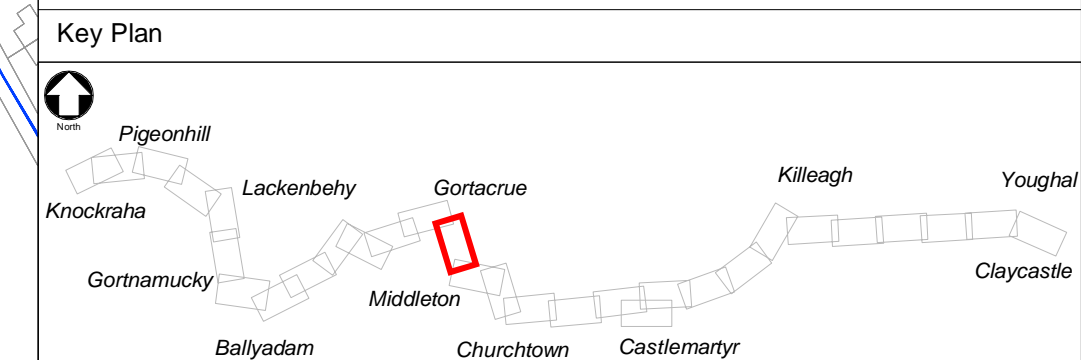 Key Plan
North
Pigeonhill
Knockraha
Lackenbehy
Gortacrue
Killeagh
Youghal
Gortnamucky
Middleton
Claycastle
Ballyadam
Churchtown
Castlemartyr